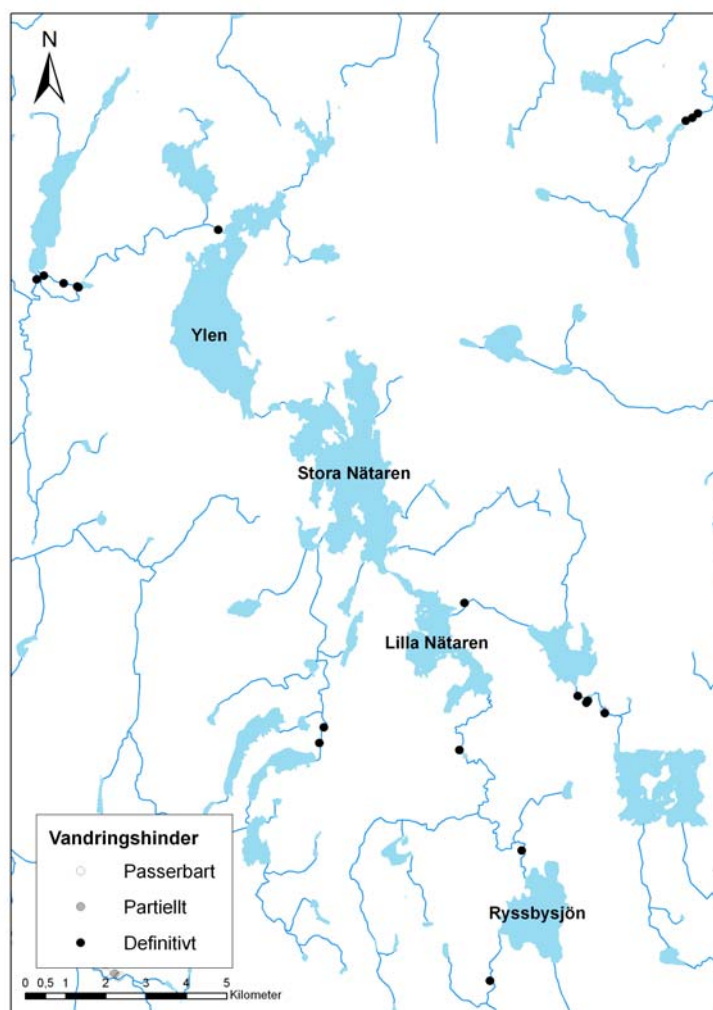 N
Ylen
Stora Nätaren
Lilla Nätaren
Ryssbysjön
Vandringshinder
Passerbart
Partiellt
Definitivt
0 0,5 1 2 3 4 5
Kilometer